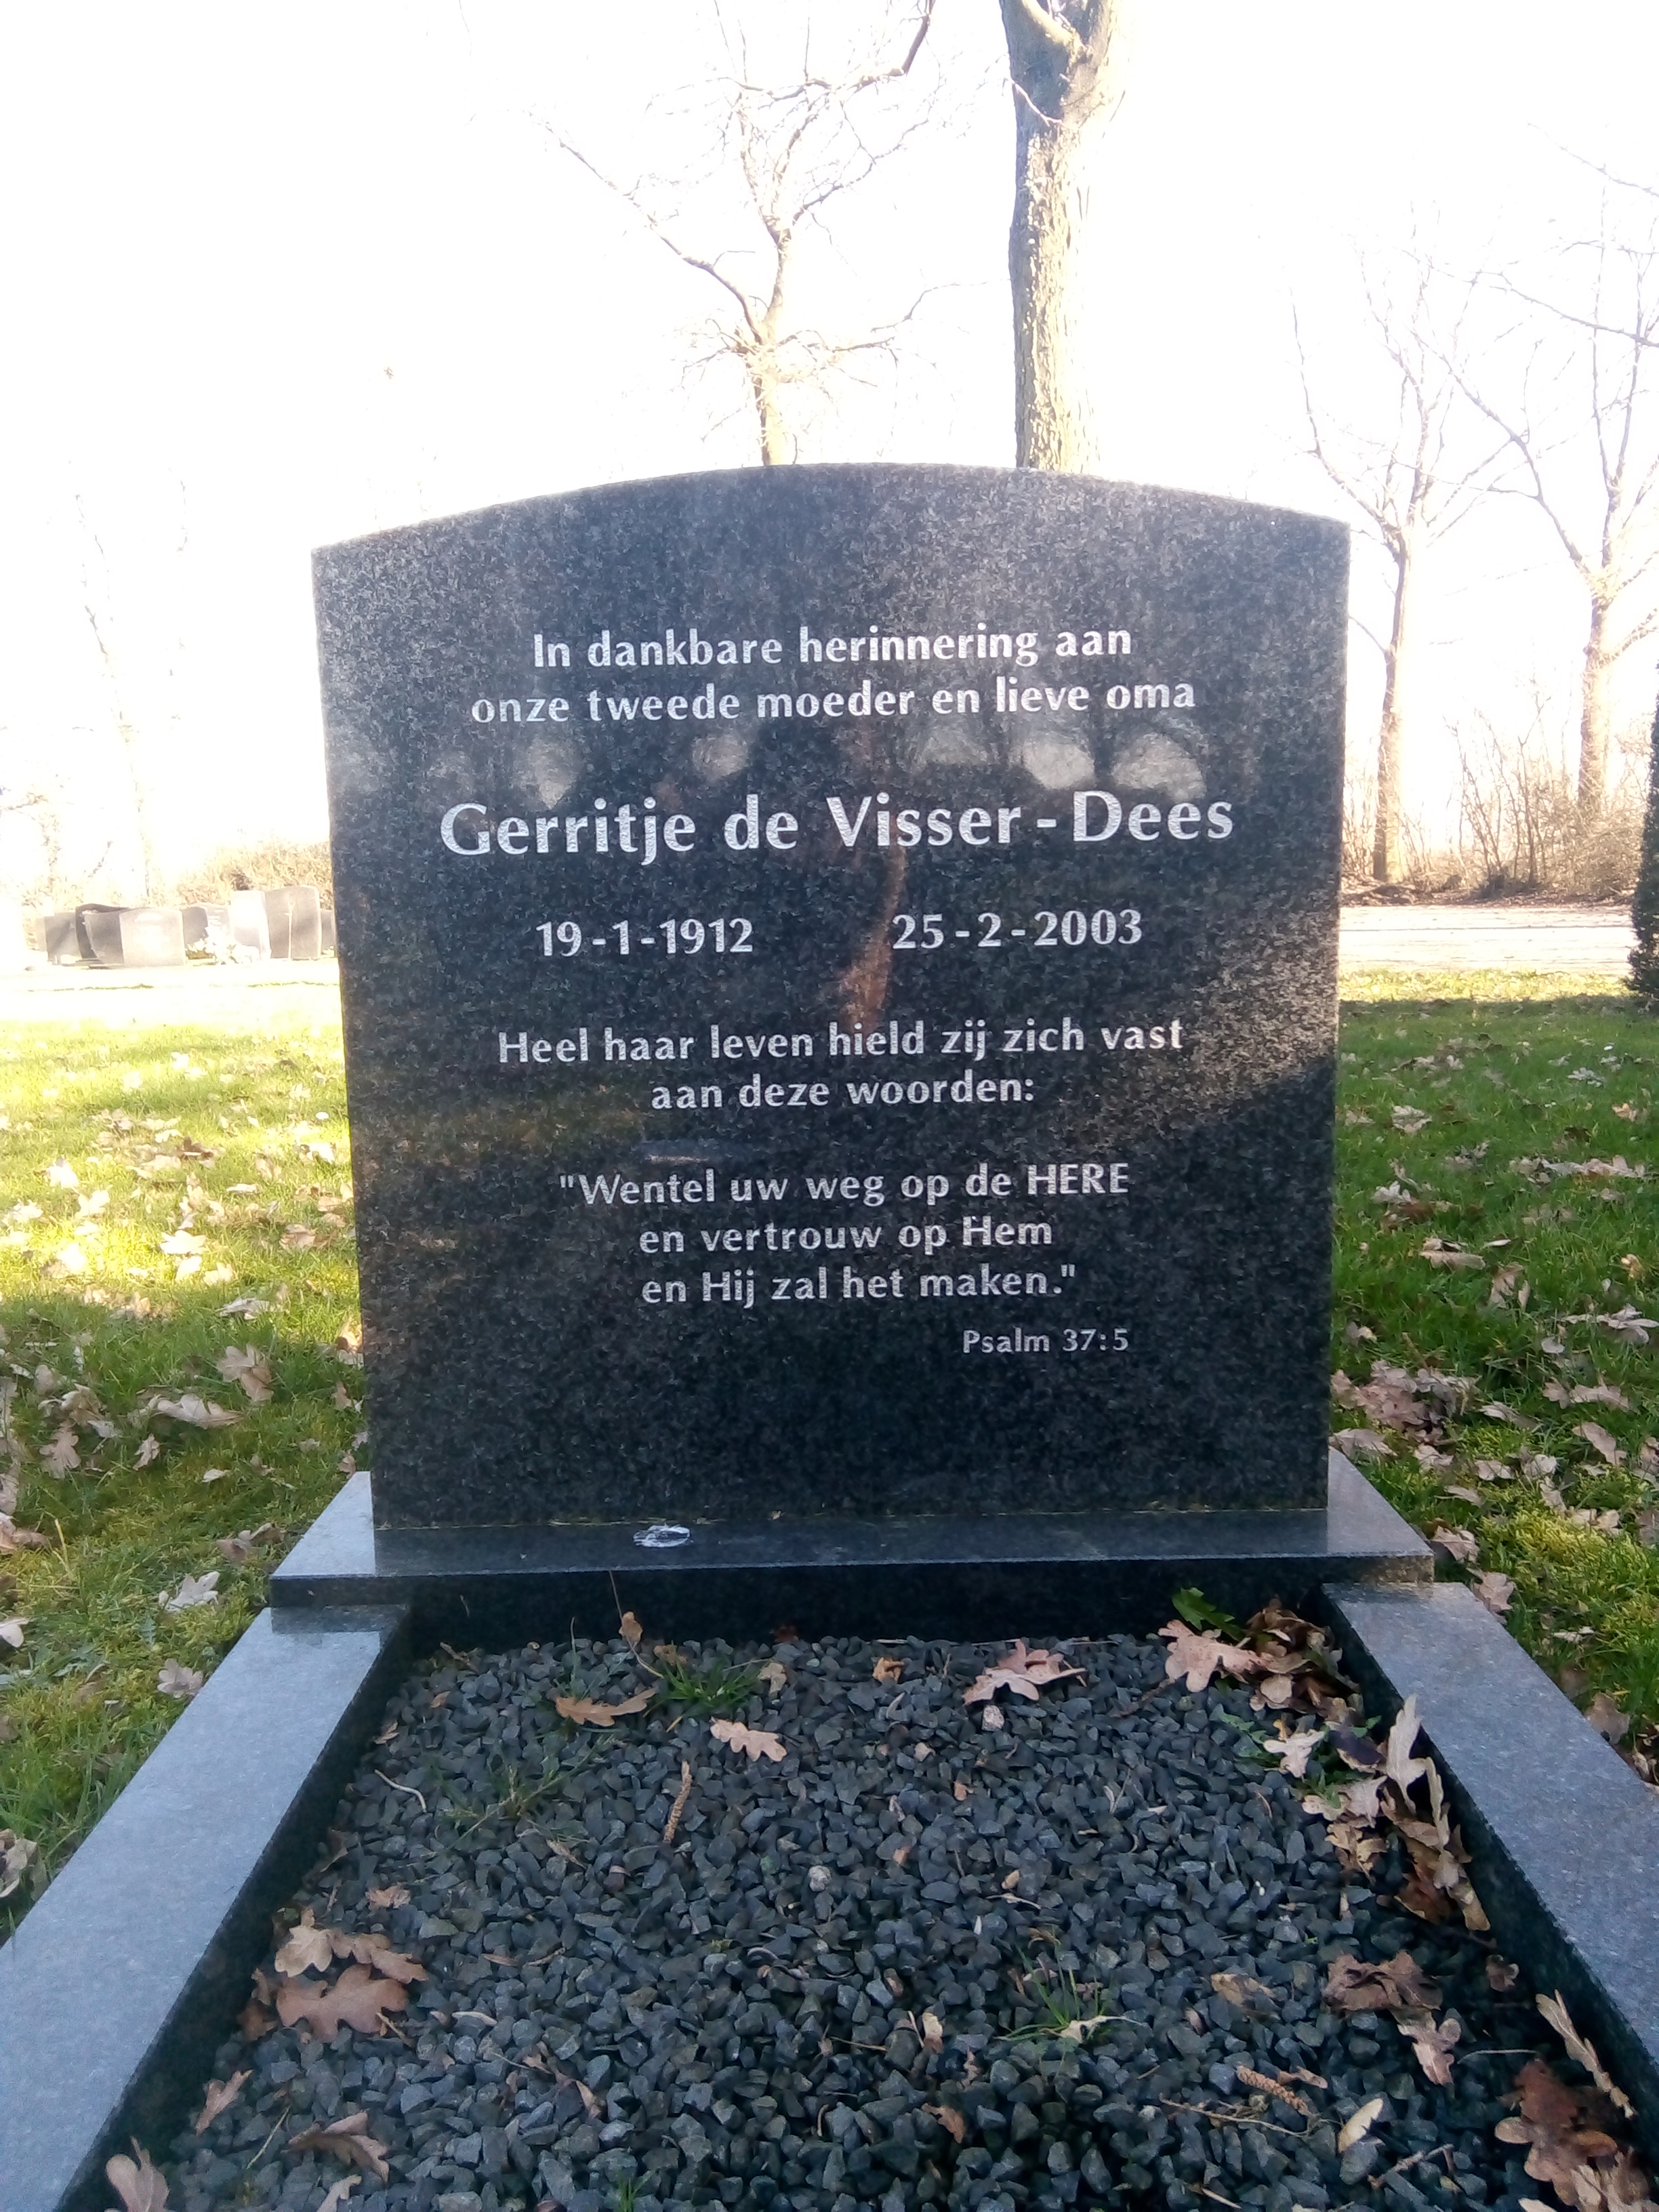 In dankbare herinnering aan
onze tweede moeder en lieve oma
Gerritje de Visser - Dees
19-1-1912 25-2-2003
Heel haar leven hield zij zich vast
aan deze woorden:
"Wentel uw weg op de HERE
en vertrouw op Hem
en Hij zal het maken."
Psalm 37:5